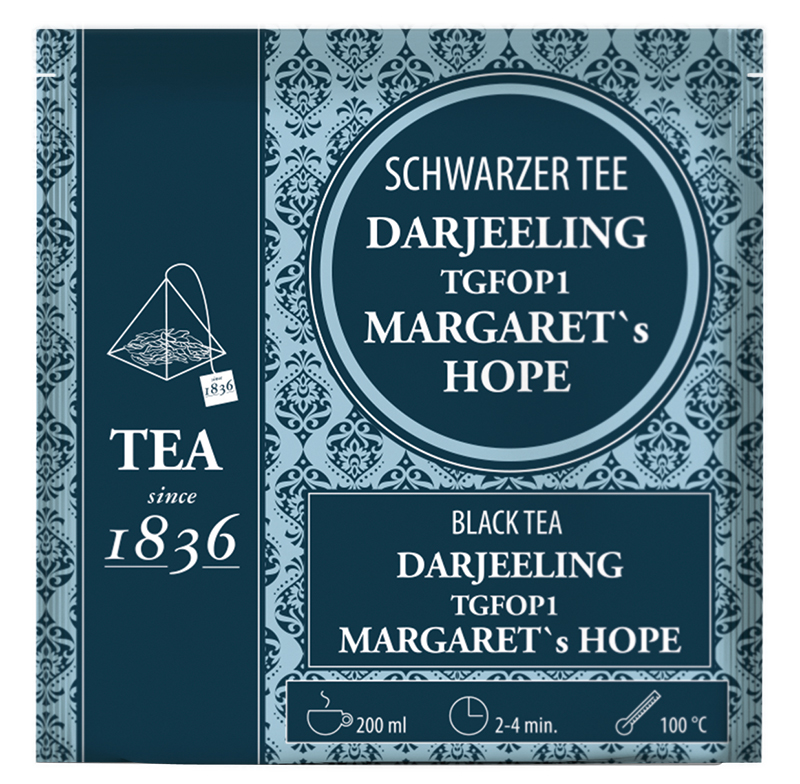 since
1836
TEA
since
1836
SCHWARZER TEE
DARJEELING
TGFOP1
MARGARET`s
HOPE
BLACK TEA
DARJEELING
TGFOP1
MARGARET`s HOPE
200 ml
2-4 min.
100 °C